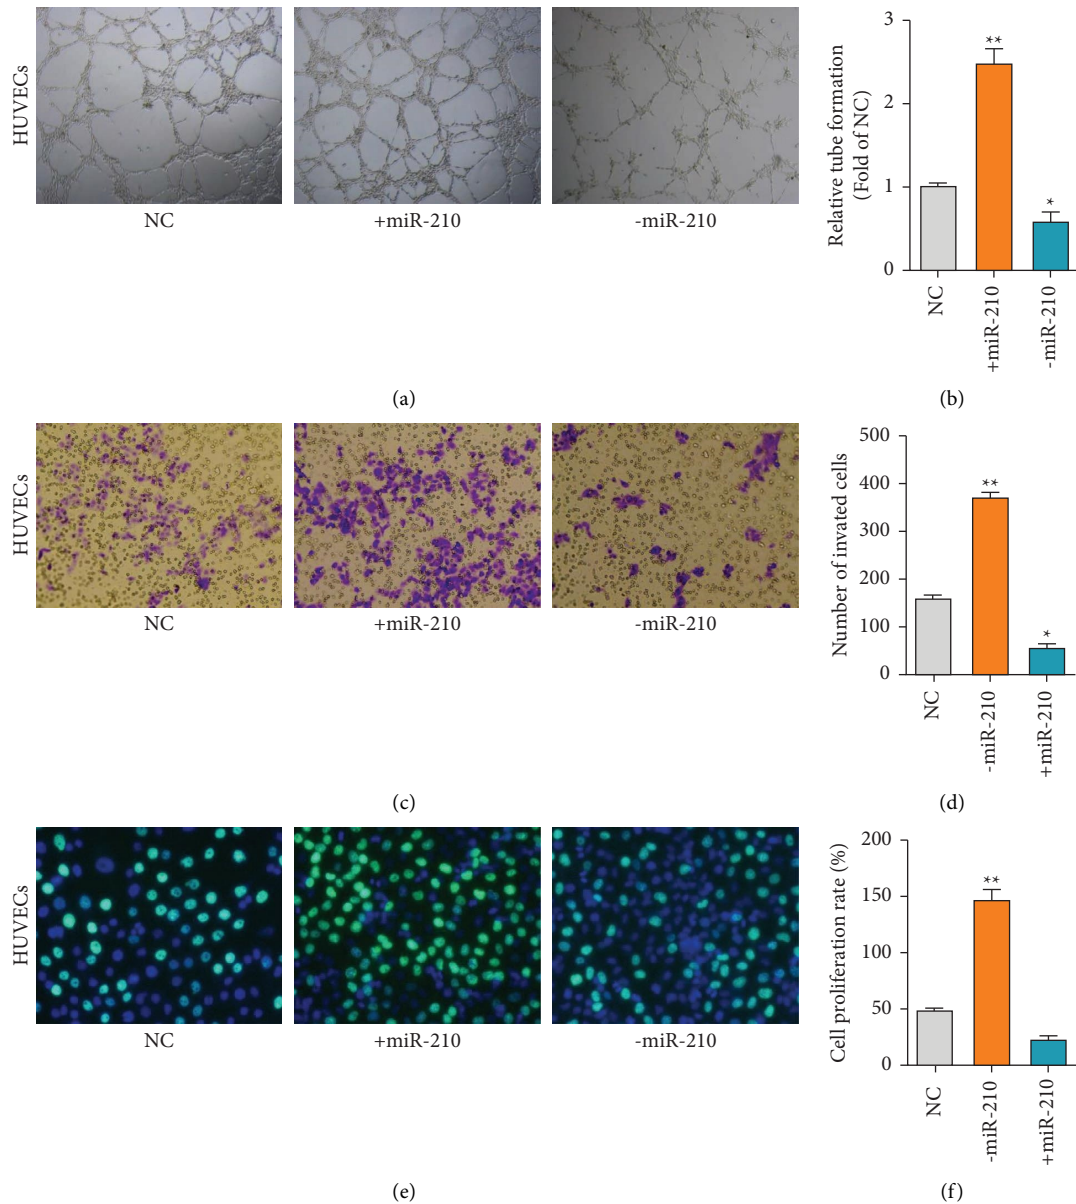 HUVECs
NC
+miR-210
-miR-210
(a)
Relative tube formation
(Fold of NC)
3
2
1
0
**
*
NC
+miR-210
-miR-210
(b)
HUVECs
NC
+miR-210
-miR-210
(c)
Number of invated cells
500
400
300
200
100
0
**
*
NC
-miR-210
+miR-210
(d)
HUVECs
NC
+miR-210
-miR-210
(e)
Cell proliferation rate (%)
200
150
100
50
0
**
NC
-miR-210
+miR-210
(f)